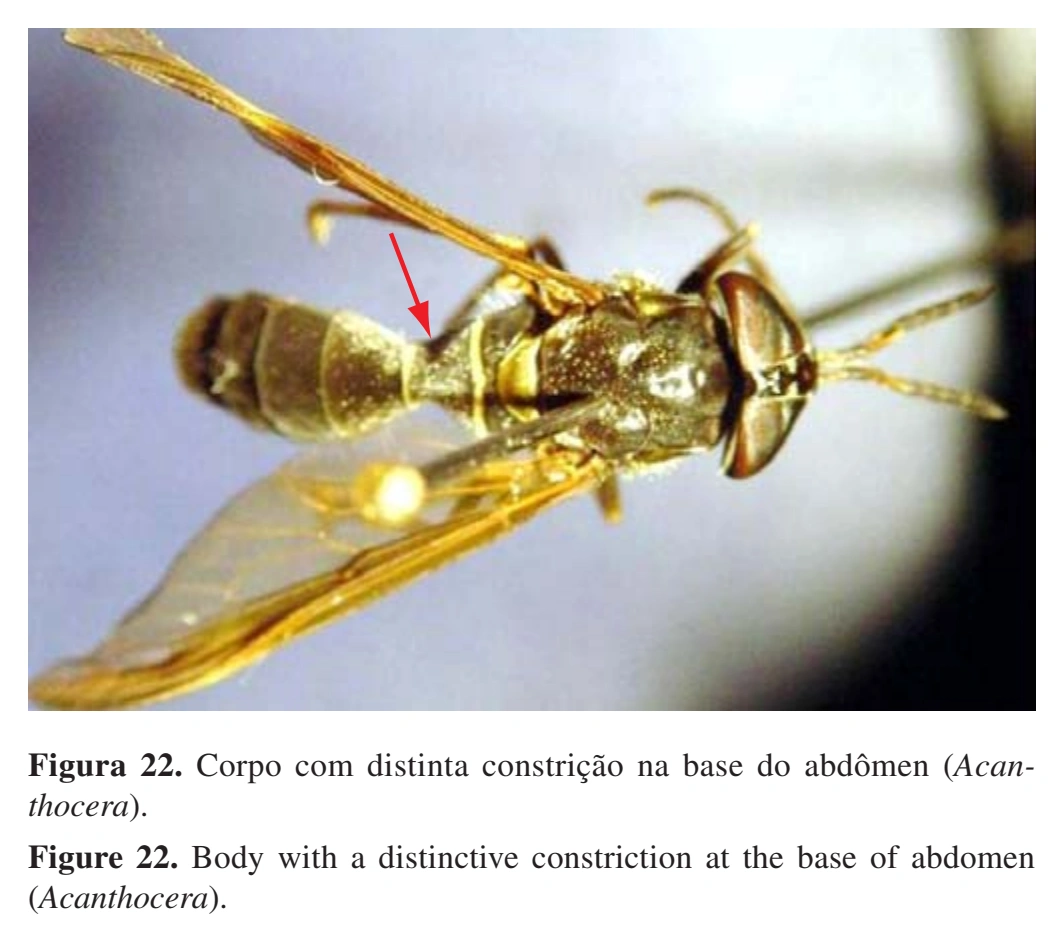 Figura 22. Corpo com distinta constrição na base do abdômen (Acan-
thocera).
Figure 22. Body with a distinctive constriction at the base of abdomen
(Acanthocera).